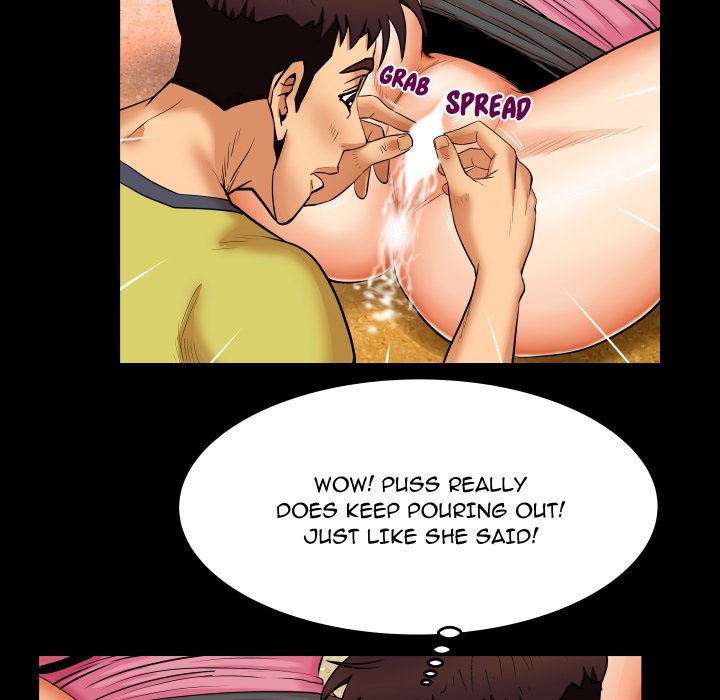 GRAB
SPREAD
WOW! PUSS REALLY
DOES KEEP POURING OUT!
JUST LIKE SHE SAID!